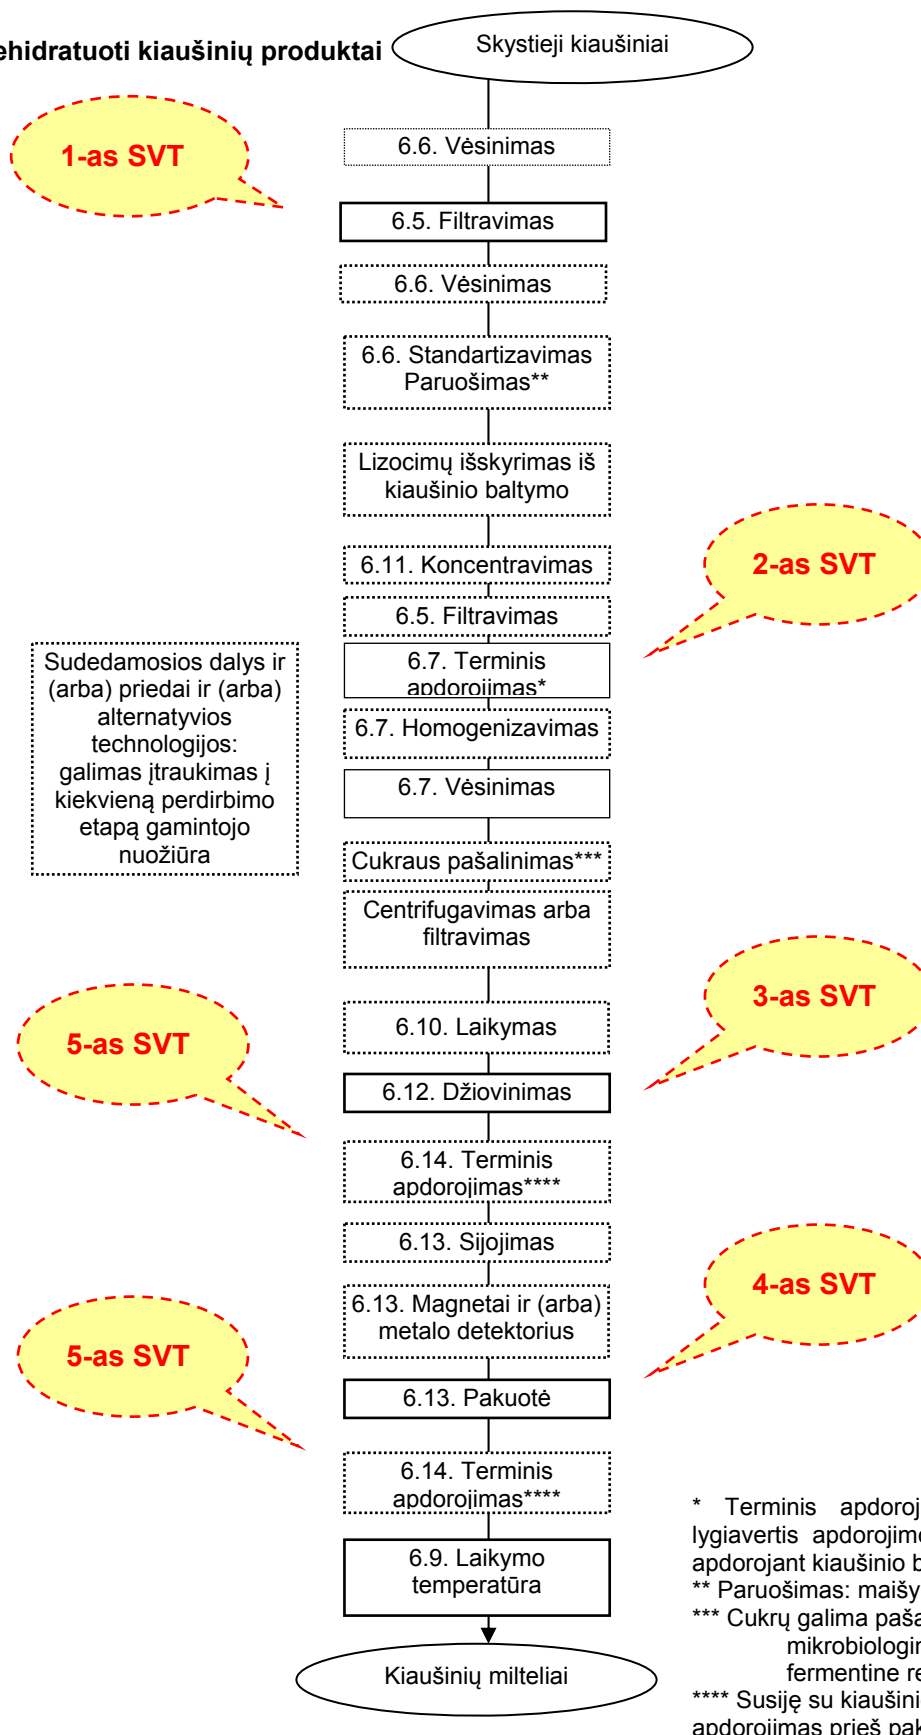 ehidratuoti kiaušinių produktai
Skystieji kiaušiniai
1-as SVT
6.6. Vėsinimas
6.5. Filtravimas
6.6. Vėsinimas
6.6. Standartizavimas
Paruošimas**
Lizocimų išskyrimas iš
kiaušinio baltymo
2-as SVT
6.11. Koncentravimas
6.5. Filtravimas
6.7. Terminis
apdorojimas*
Sudedamosios dalys ir
(arba) priedai ir (arba)
alternatyvios
technologijos:
galimas įtraukimas į
kiekvieną perdirbimo
etapą gamintojo
nuožiūra
6.7. Homogenizavimas
6.7. Vėsinimas
Cukraus pašalinimas***
Centrifugavimas arba
filtravimas
3-as SVT
5-as SVT
6.10. Laikymas
6.12. Džiovinimas
6.14. Terminis
apdorojimas****
6.13. Sijojimas
4-as SVT
6.13. Magnetai ir (arba)
metalo detektorius
5-as SVT
6.13. Pakuotė
6.14. Terminis
apdorojimas****
6.9. Laikymo
temperatūra
Kiaušinių milteliai
* Terminis apdoroj
lygiavertis apdorojim
apdorojant kiaušinio b
** Paruošimas: maišy
*** Cukrų galima paša
mikrobiologin
fermentine re
**** Susiję su kiaušini
apdorojimas prieš pak